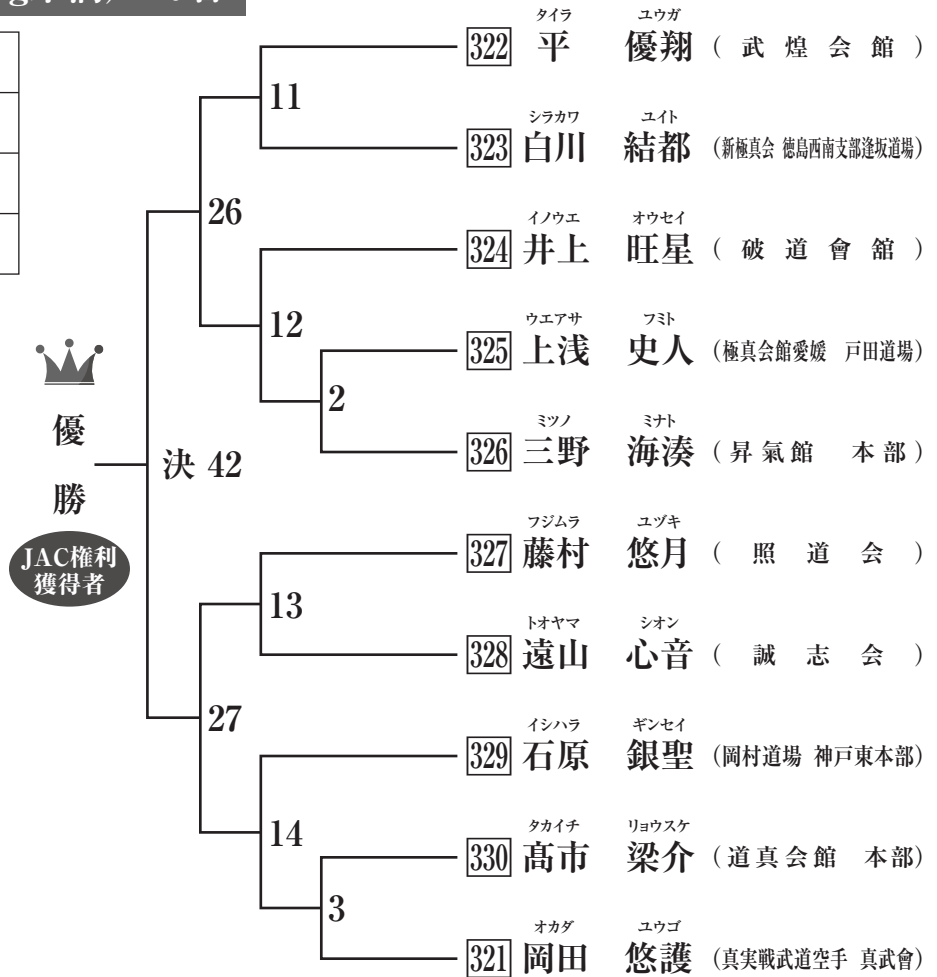 タイラ ユウガ
322 平 優翔 (武煌会館)
11
シラカワ ユイト
323 白川 結都 (新極真会 徳島西南支部逢坂道場)
26
イノウエ オウセイ
324 井上 旺星 (破道會舘)
12
ウエアサ フミト
325 上浅 史人 (極真会館愛媛 戸田道場)
2
ミツノ ミナト
326 三野 海湊 (昇氣館 本部)
優勝
決 42
JAC権利
獲得者
フジムラ ユヅキ
327 藤村 悠月 (照道会)
13
トオヤマ シオン
328 遠山 心音 (誠志会)
27
イシハラ ギンセイ
329 石原 銀聖 (岡村道場 神戸東本部)
14
タカイチ リョウスケ
330 髙市 梁介 (道真会館 本部)
3
オカダ ユウゴ
321 岡田 悠護 (真実戦武道空手 真武會)